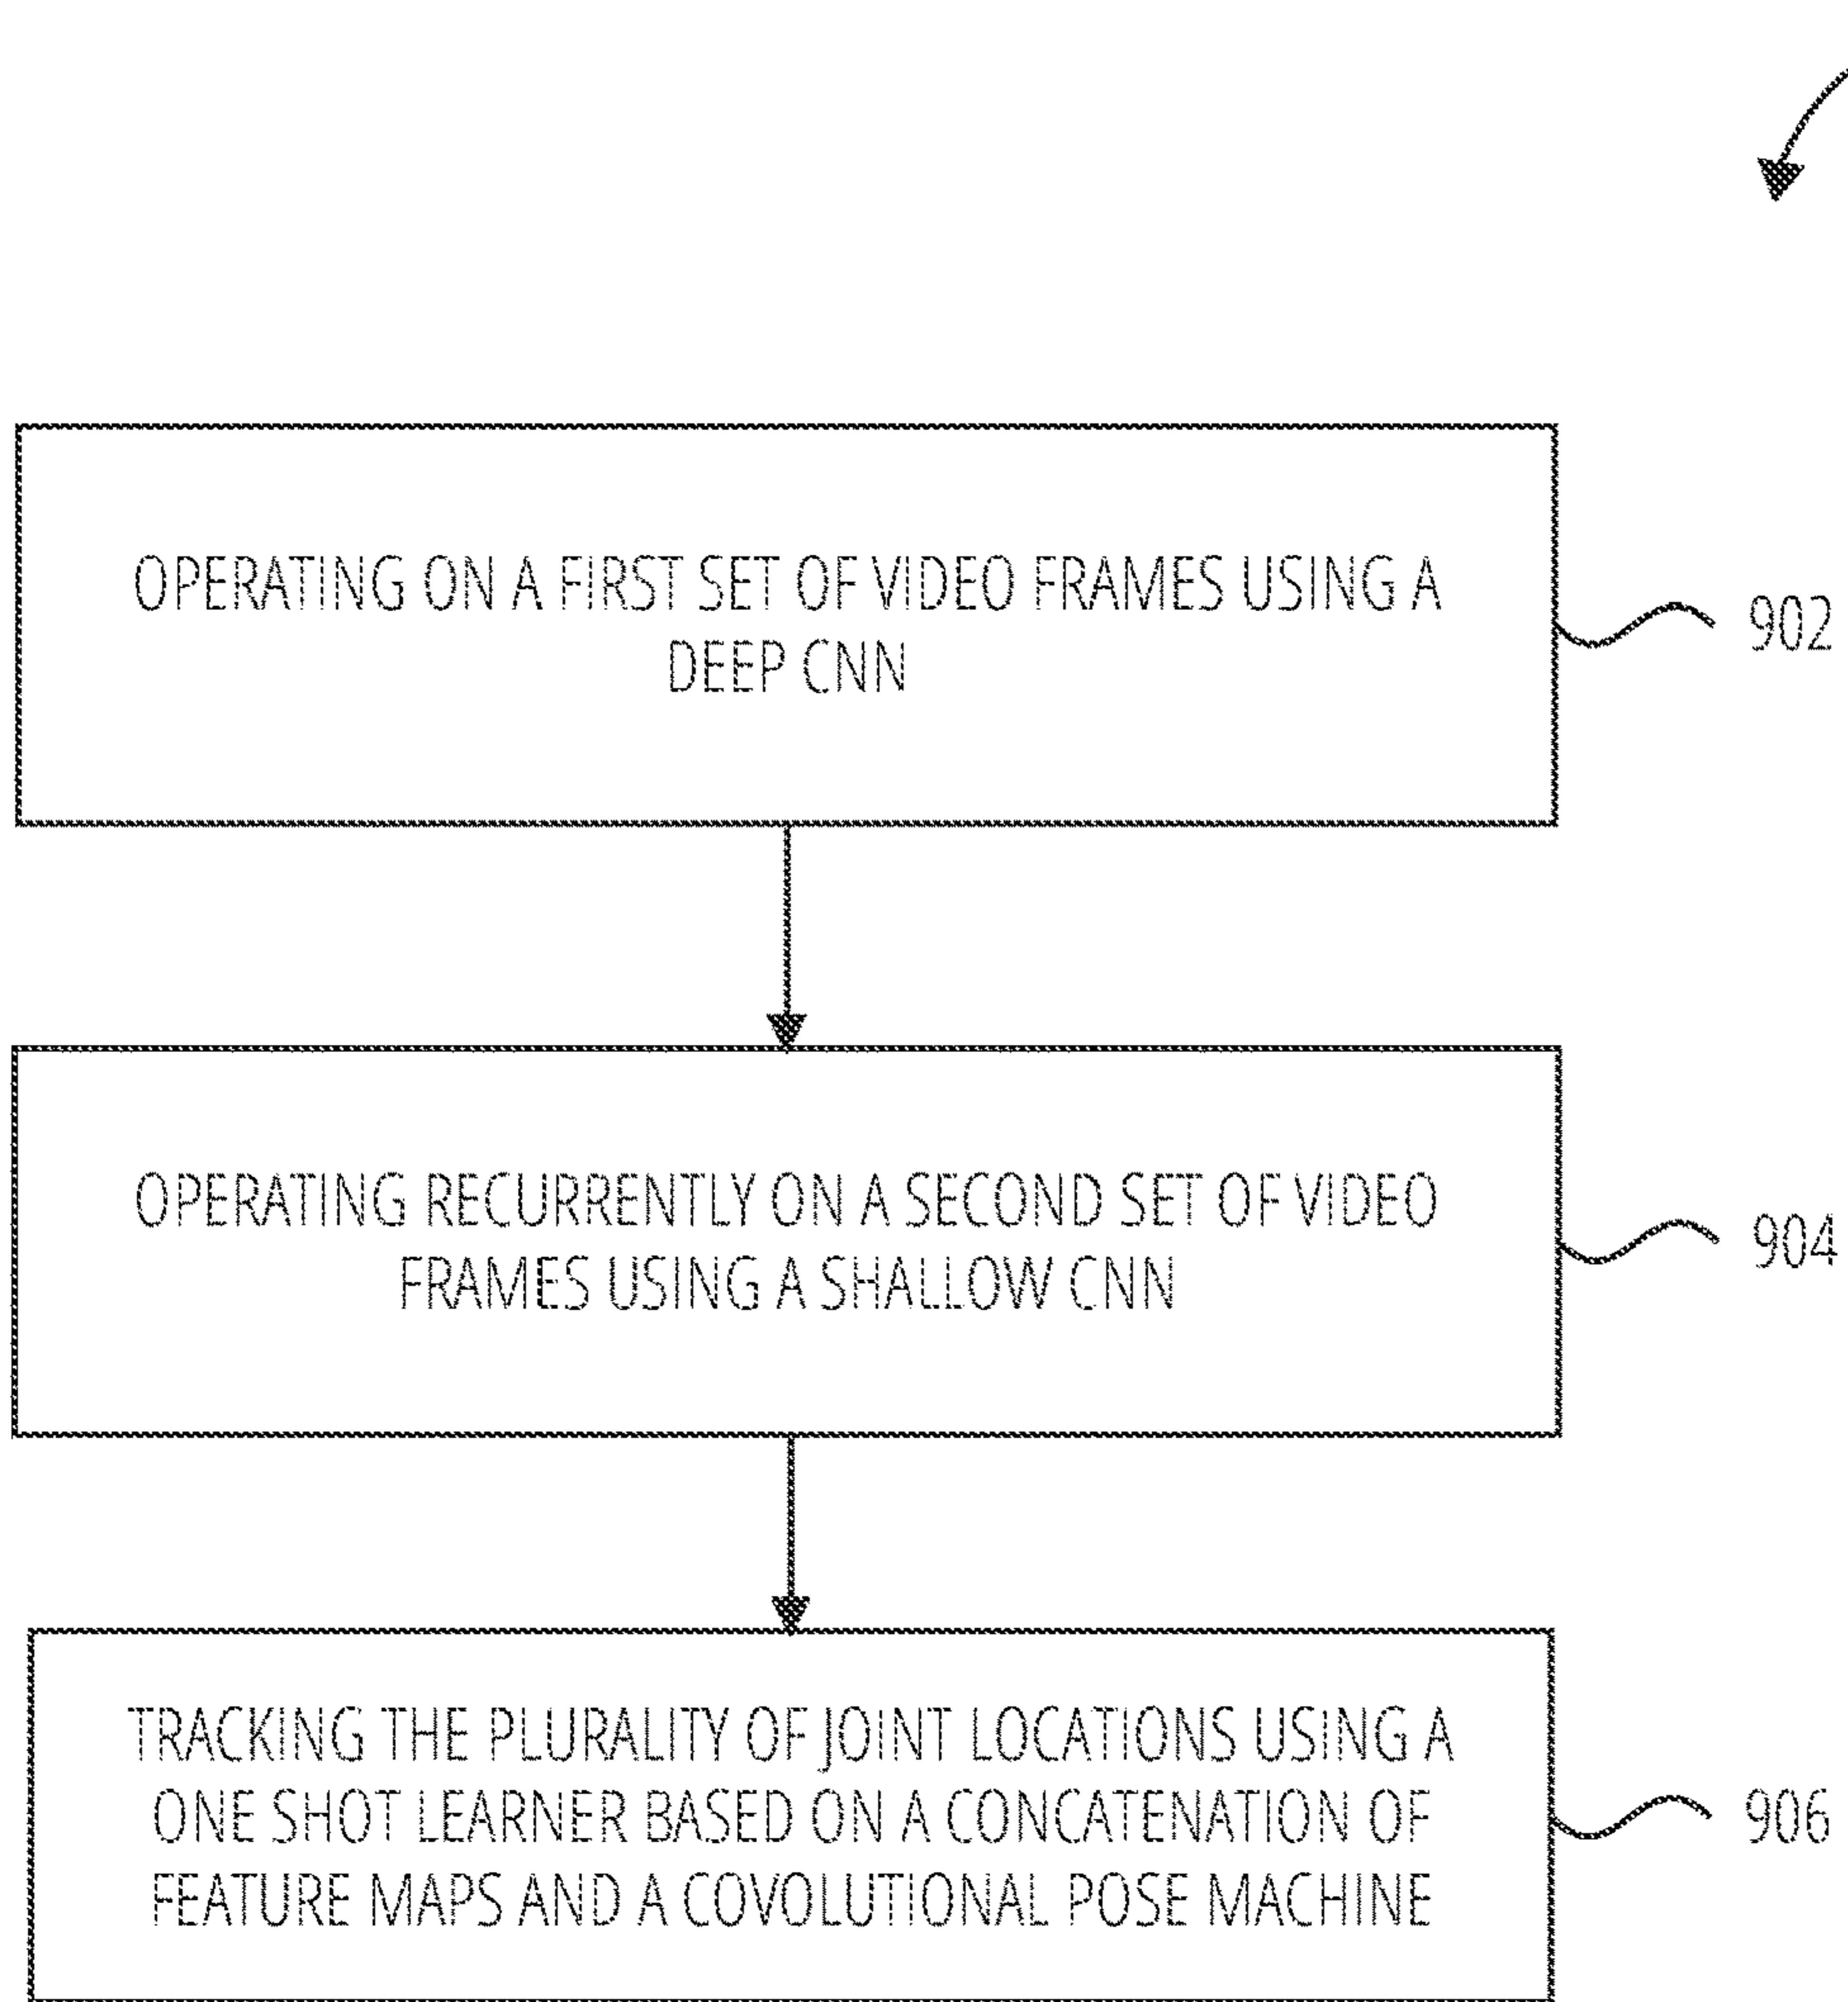 OPERATING ON A FIRST SET OF VIDEO FRAMES USING A
DEEP CNN
902
OPERATING RECURRENTLY ON A SECOND SET OF VIDEO
FRAMES USING A SHALLOW CNN
904
TRACKING THE PLURALITY OF JOINT LOCATIONS USING A
ONE SHOT LEARNER BASED ON A CONCATENATION OF
FEATURE MAPS AND A COVOLUTIONAL POSE MACHINE
906